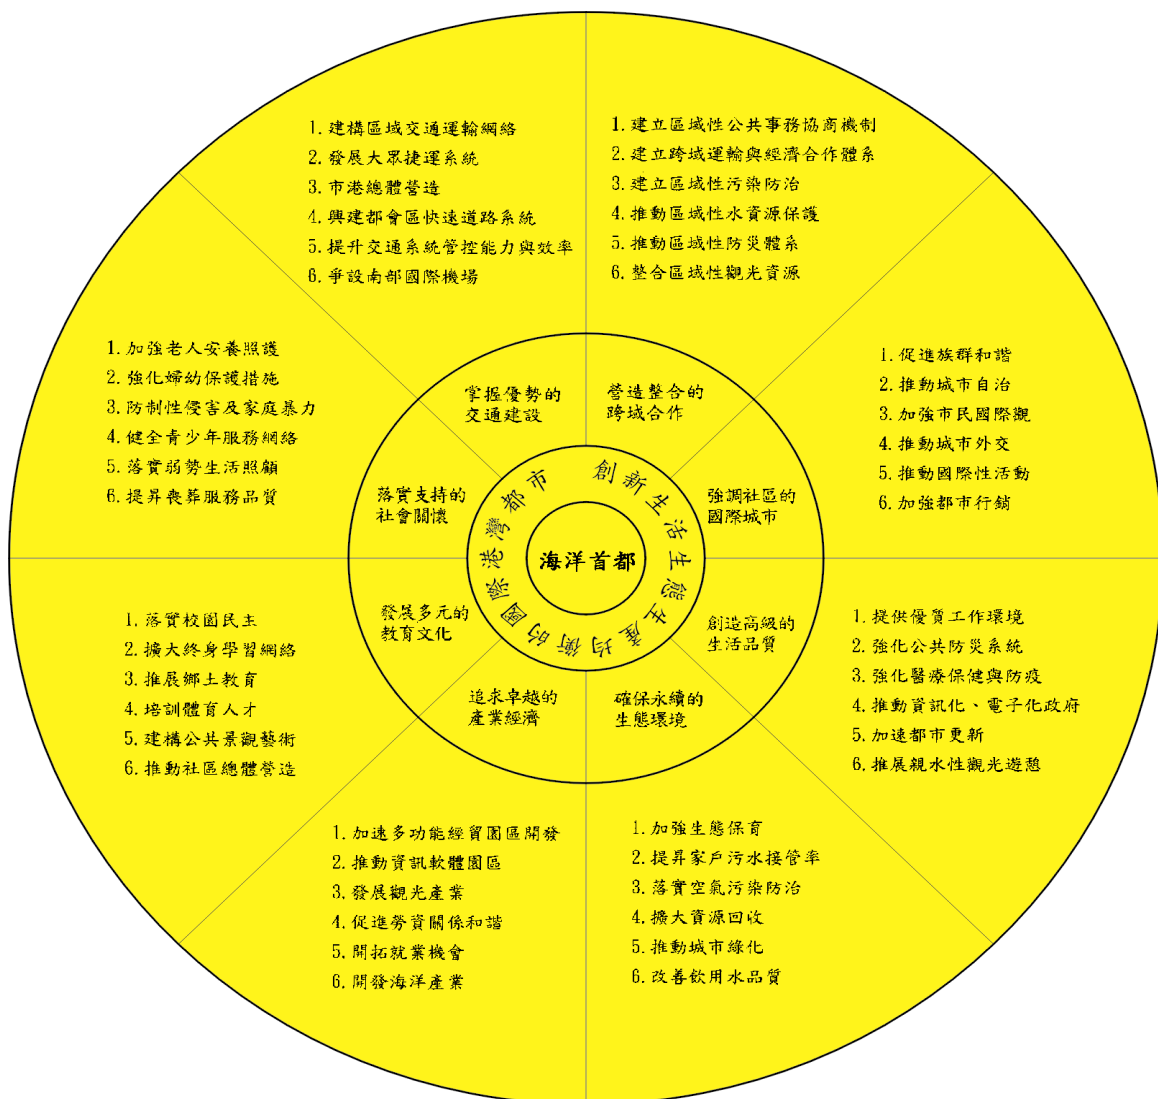 海洋首都
創新生活生態生產均衡的國際港灣都市
營造整合的
跨域合作
1. 建立區域性公共事務協商機制
2. 建立跨域運輸與經濟合作體系
3. 建立區域性污染防治
4. 推動區域性水資源保護
5. 推動區域性防災體系
6. 整合區域性觀光資源
強調社區的
國際城市
1. 促進族群和諧
2. 推動城市自治
3. 加強市民國際觀
4. 推動城市外交
5. 推動國際性活動
6. 加強都市行銷
創造高級的
生活品質
1. 提供優質工作環境
2. 強化公共防災系統
3. 強化醫療保健與防疫
4. 推動資訊化、電子化政府
5. 加速都市更新
6. 推展親水性觀光遊憩
確保永續的
生態環境
1. 加強生態保育
2. 提昇家戶污水接管率
3. 落實空氣污染防治
4. 擴大資源回收
5. 推動城市綠化
6. 改善飲用水品質
追求卓越的
產業經濟
1. 加速多功能經貿園區開發
2. 推動資訊軟體園區
3. 發展觀光產業
4. 促進勞資關係和諧
5. 開拓就業機會
6. 開發海洋產業
發展多元的
教育文化
1. 落實校園民主
2. 擴大終身學習網絡
3. 推展鄉土教育
4. 培訓體育人才
5. 建構公共景觀藝術
6. 推動社區總體營造
落實支持的
社會關懷
1. 加強老人安養照護
2. 強化婦幼保護措施
3. 防制性侵害及家庭暴力
4. 健全青少年服務網絡
5. 落實弱勢生活照顧
6. 提昇喪葬服務品質
掌握優勢的
交通建設
1. 建構區域交通運輸網絡
2. 發展大眾捷運系統
3. 市港總體營造
4. 興建都會區快速道路系統
5. 提升交通系統管控能力與效率
6. 爭設南部國際機場